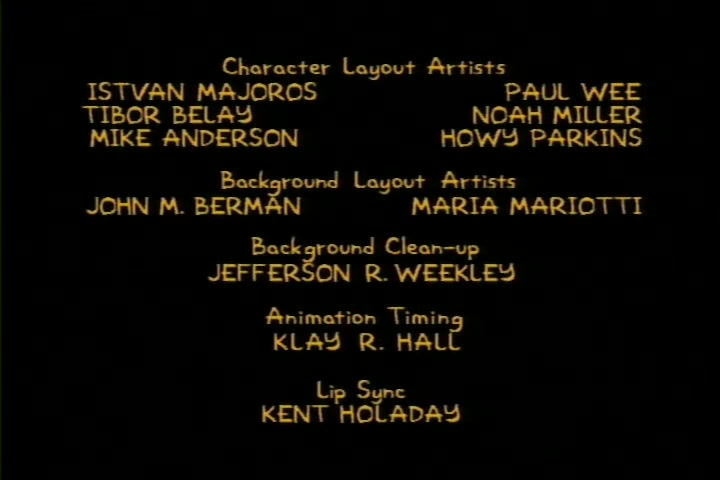 Character Layout Artists
ISTVAN MAJOROS PAUL WEE
TIBOR BELAY NOAH MILLER
MIKE ANDERSON HOWY PARKINS
Background Layout Artists
JOHN M. BERMAN MARIA MARIOTTI
Background Clean-up
JEFFERSON R. WEEKLEY
Animation Timing
KLAY R. HALL
Lip Sync
KENT HOLADAY